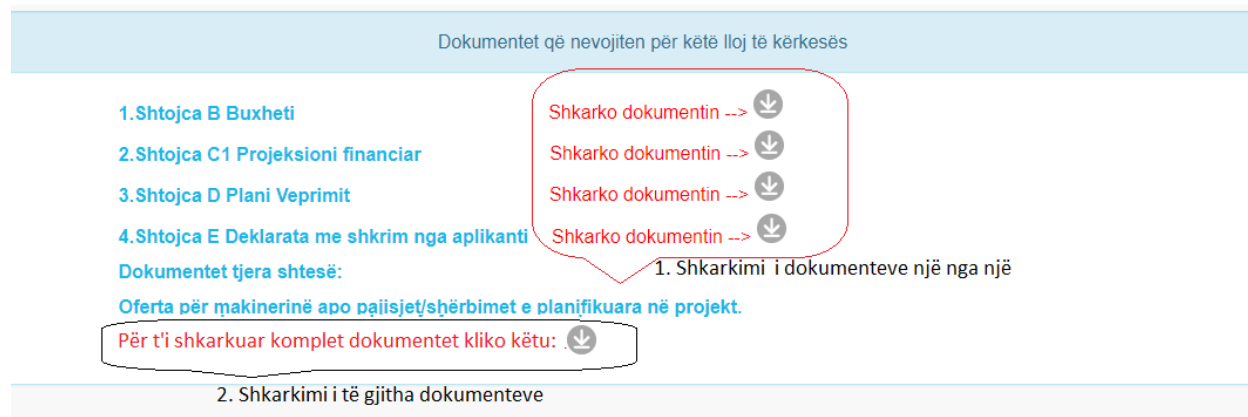 Dokumentet që nevojiten për këtë lloj të kërkesës
1.Shtojca B Buxheti Shkarko dokumentin -->
2.Shtojca C1 Projeksioni financiar Shkarko dokumentin -->
3.Shtojca D Plani Veprimit Shkarko dokumentin -->
4.Shtojca E Deklarata me shkrim nga aplikanti Shkarko dokumentin -->
Dokumentet tjera shtesë: 1. Shkarkimi i dokumenteve një nga një
Oferta për makinerinë apo pajisjet/shërbimet e planifikuara në projekt.
Për t'i shkarkuar komplet dokumentet kliko këtu:
2. Shkarkimi i të gjitha dokumenteve